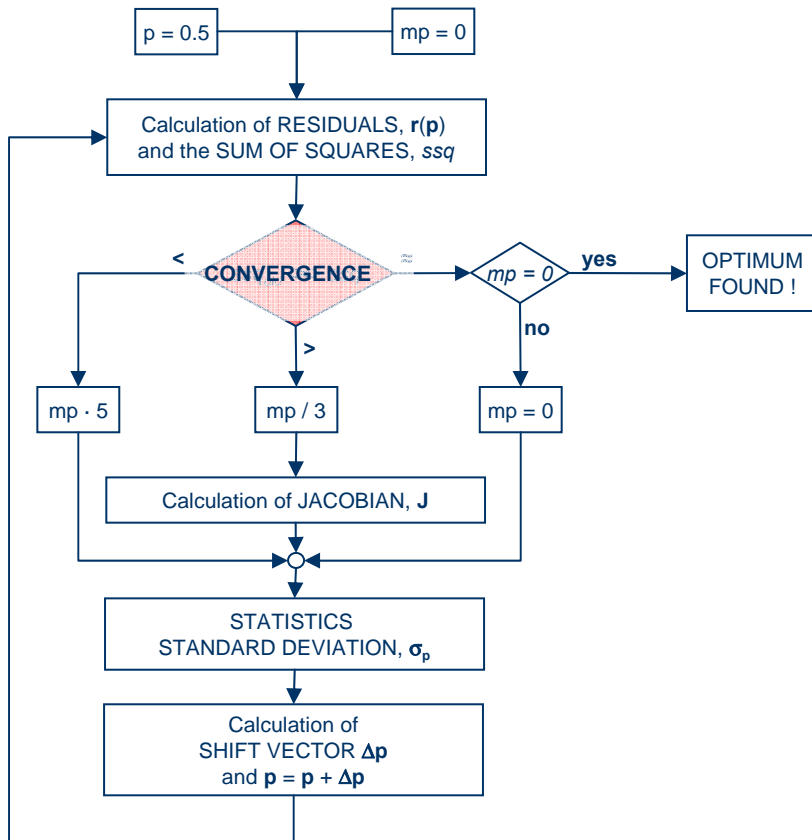 p = 0.5
mp = 0
Calculation of RESIDUALS, r(p)
and the SUM OF SQUARES, ssq
<
CONVERGENCE
mp = 0
yes
OPTIMUM
FOUND !
>
no
mp · 5
mp / 3
mp = 0
Calculation of JACOBIAN, J
STATISTICS
STANDARD DEVIATION, σp
Calculation of
SHIFT VECTOR Δp
and p = p + Δp